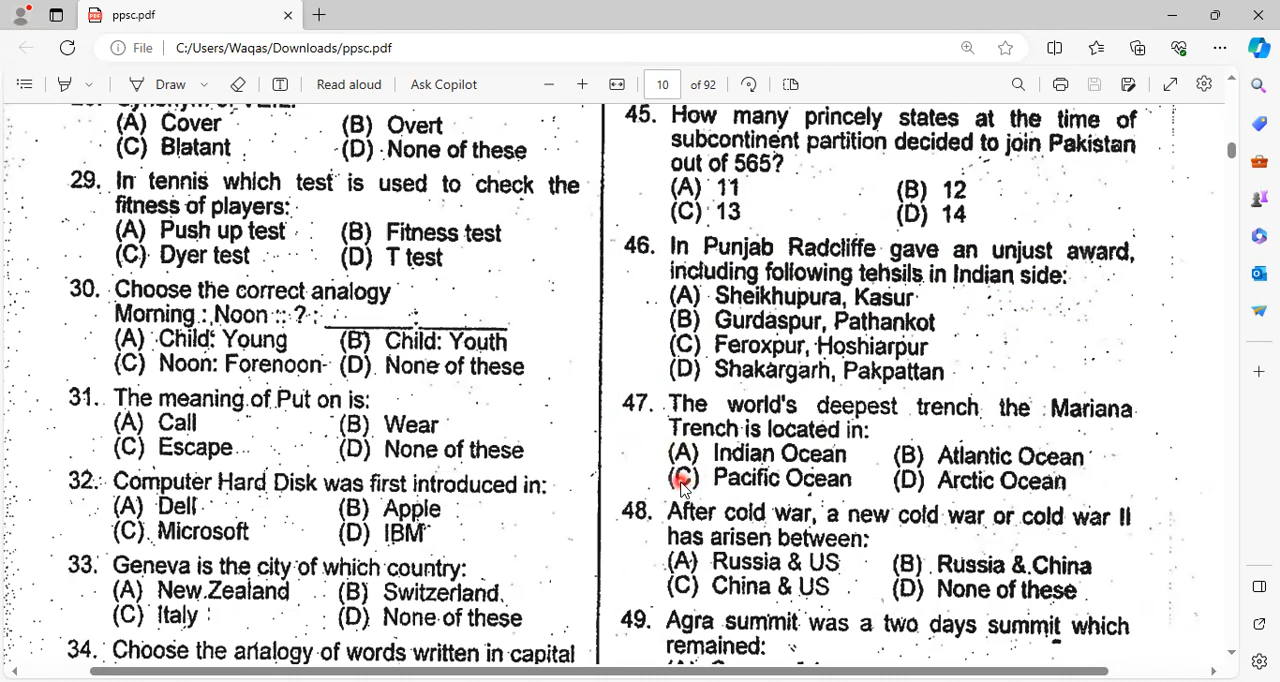 ppsc.pdf
File
C:/Users/Waqas/Downloads/ppsc.pdf
Draw
Read aloud
Ask Copilot
10 of 92
(A) Cover (B) Overt
(C) Blatant (D) None of these
29. In tennis which test is used to check the
fitness of players:
(A) Push up test (B) Fitness test
(C) Dyer test (D) T test
30. Choose the correct analogy
Morning : Noon :: ? : ____
(A) Child: Young (B) Child: Youth
(C) Noon: Forenoon (D) None of these
31. The meaning of Put on is:
(A) Call (B) Wear
(C) Escape (D) None of these
32. Computer Hard Disk was first introduced in:
(A) Dell (B) Apple
(C) Microsoft (D) IBM
33. Geneva is the city of which country:
(A) New Zealand (B) Switzerland
(C) Italy (D) None of these
34. Choose the analogy of words written in capital
45. How many princely states at the time of
subcontinent partition decided to join Pakistan
out of 565?
(A) 11 (B) 12
(C) 13 (D) 14
46. In Punjab Radcliffe gave an unjust award,
including following tehsils in Indian side:
(A) Sheikhupura, Kasur
(B) Gurdaspur, Pathankot
(C) Feroxpur, Hoshiarpur
(D) Shakargarh, Pakpattan
47. The world's deepest trench the Mariana
Trench is located in:
(A) Indian Ocean (B) Atlantic Ocean
(C) Pacific Ocean (D) Arctic Ocean
48. After cold war, a new cold war or cold war II
has arisen between:
(A) Russia & US (B) Russia & China
(C) China & US (D) None of these
49. Agra summit was a two days summit which
remained: